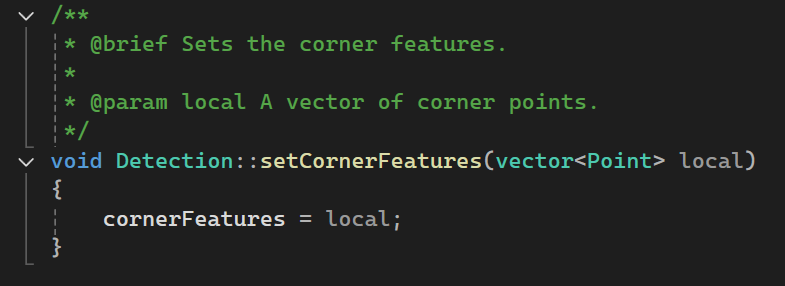 /**
* @brief Sets the corner features.
*
* @param local A vector of corner points.
*/
void Detection::setCornerFeatures(vector<Point> local)
{
cornerFeatures = local;
}